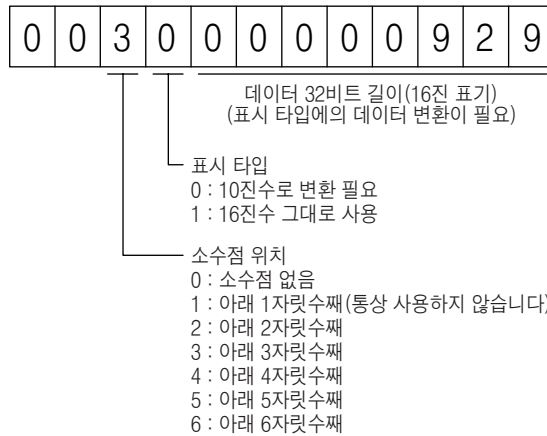 0 0 3 0 0 0 0 0 0 9 2 9
데이터 32비트 길이(16진 표기)
(표시 타입에의 데이터 변환이 필요)
표시 타입
0 : 10진수로 변환 필요
1 : 16진수 그대로 사용
소수점 위치
0 : 소수점 없음
1 : 아래 1자릿수째(통상 사용하지 않습니다)
2 : 아래 2자릿수째
3 : 아래 3자릿수째
4 : 아래 4자릿수째
5 : 아래 5자릿수째
6 : 아래 6자릿수째